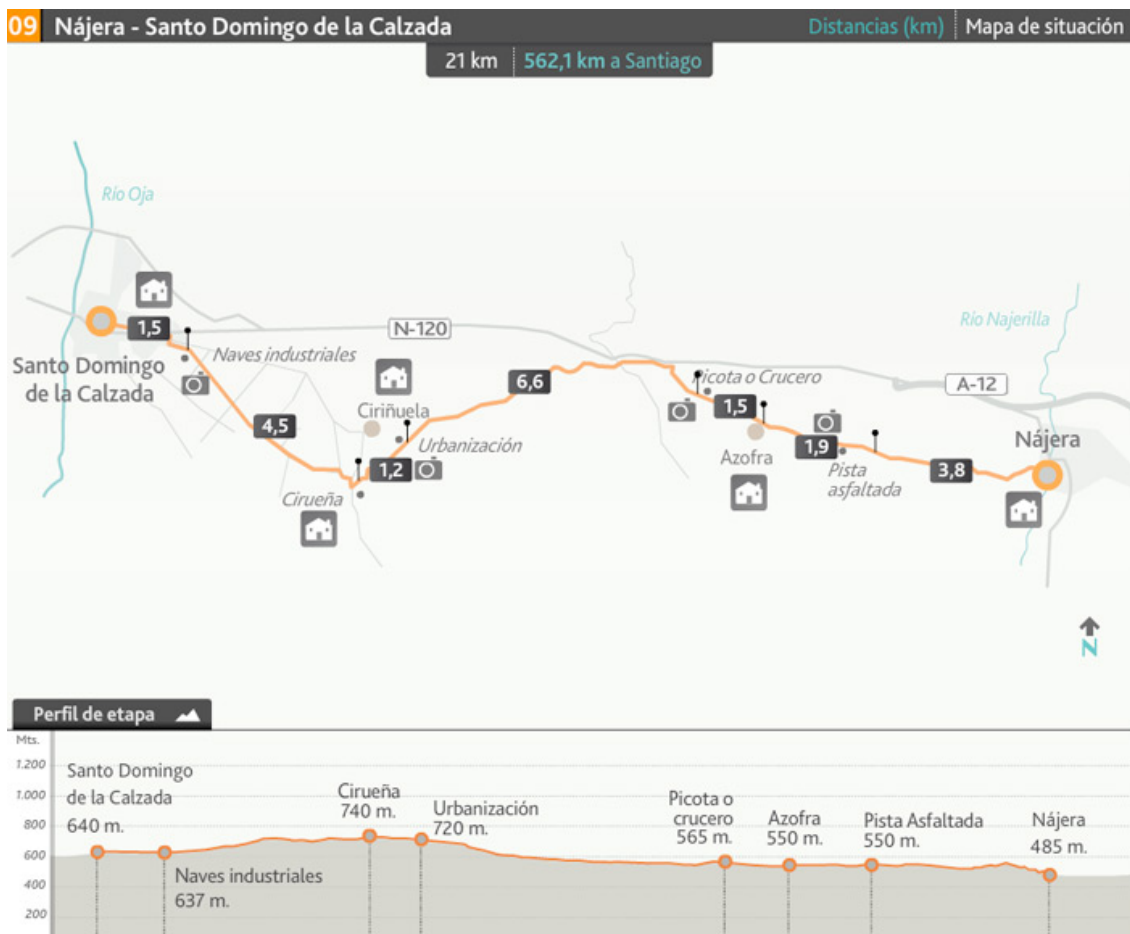 09 Nájera - Santo Domingo de la Calzada
Distancias (km)
Mapa de situación
21 km
562,1 km a Santiago
Río Oja
Río Najerilla
N-120
1,5
Naves industriales
Santo Domingo
de la Calzada
6,6
Picota o Crucero
A-12
Ciriñuela
1,5
4,5
Urbanización
1,9
Nájera
Azofra
1,2
Pista
asfaltada
3,8
Cirueña
N
Perfil de etapa
Mts.
1.200
1.000
800
600
400
200
Santo Domingo
de la Calzada
640 m.
Naves industriales
637 m.
Cirueña
740 m.
Urbanización
720 m.
Picota o
crucero
565 m.
Azofra
550 m.
Pista Asfaltada
550 m.
Nájera
485 m.